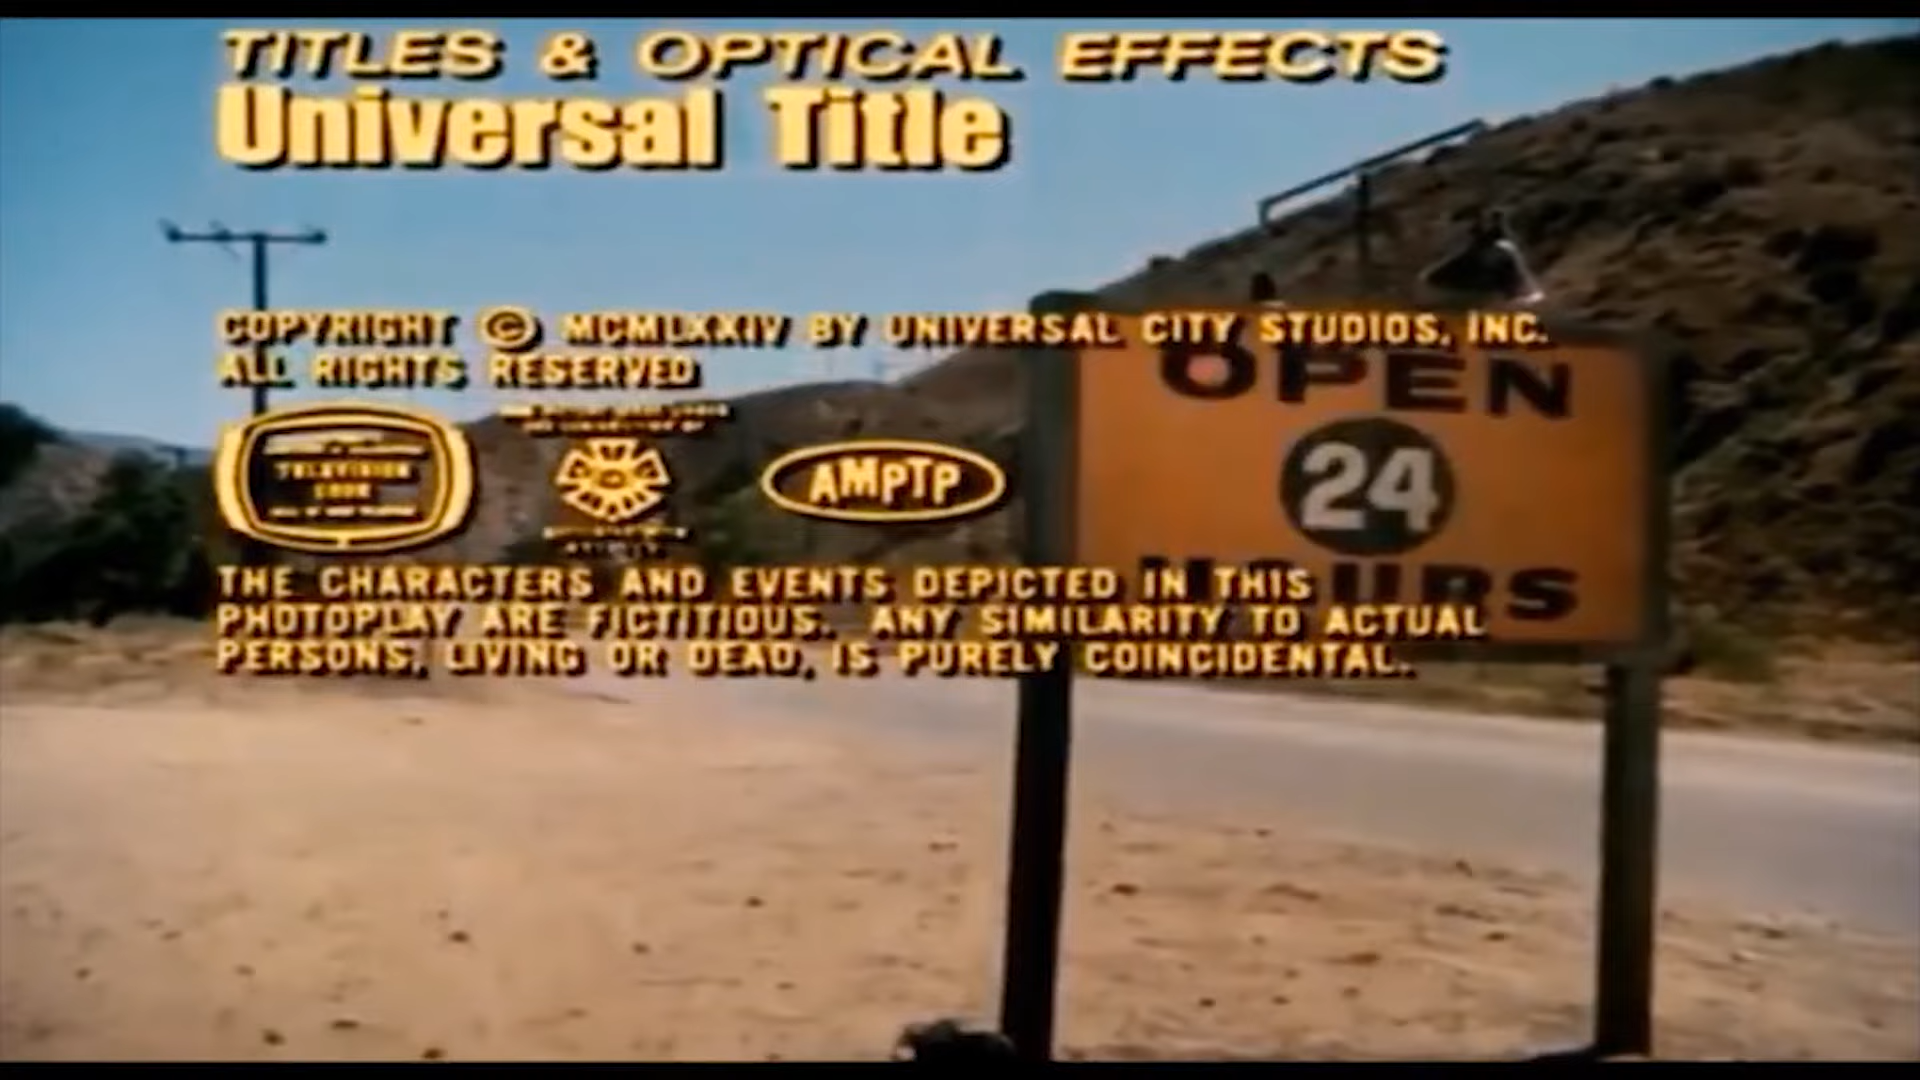 TITLES & OPTICAL EFFECTS
Universal Title
COPYRIGHT © MCMLXXIV BY UNIVERSAL CITY STUDIOS, INC.
ALL RIGHTS RESERVED
TELEVISION
CODE
AMPTP
OPEN
24
HOURS
THE CHARACTERS AND EVENTS DEPICTED IN THIS
PHOTOPLAY ARE FICTITIOUS. ANY SIMILARITY TO ACTUAL
PERSONS, LIVING OR DEAD, IS PURELY COINCIDENTAL.